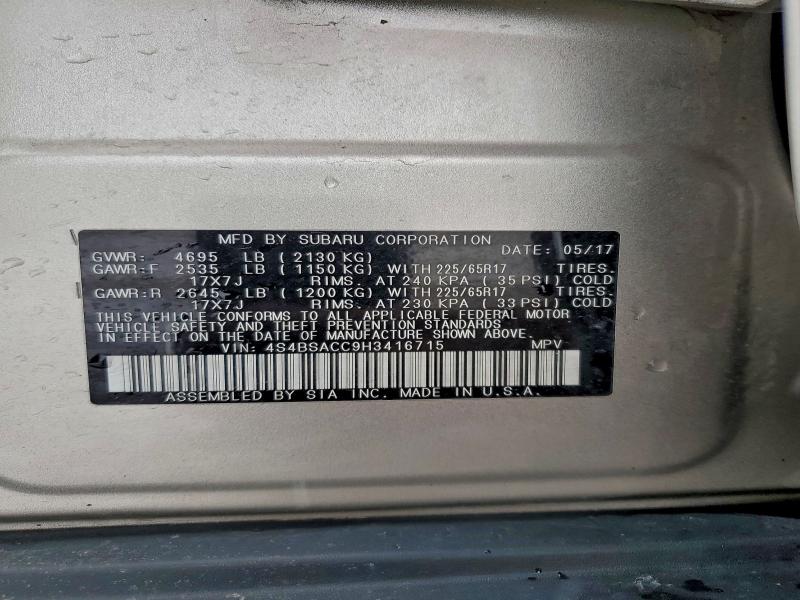 MFD BY SUBARU CORPORATION
GVWR: 4695 LB (2130 KG) DATE: 05/17
GAWR:F 2535 LB (1150 KG) WITH 225/65R17 TIRES.
17X7J RIMS. AT 240 KPA (35 PSI) COLD
GAWR:R 2645 LB (1200 KG) WITH 225/65R17 TIRES.
17X7J RIMS. AT 230 KPA (33 PSI) COLD
THIS VEHICLE CONFORMS TO ALL APPLICABLE FEDERAL MOTOR
VEHICLE SAFETY AND THEFT PREVENTION STANDARDS
IN EFFECT ON THE DATE OF MANUFACTURE SHOWN ABOVE.
VIN: 4S4BSACC9H3416715 MPV
ASSEMBLED BY SIA INC. MADE IN U.S.A.